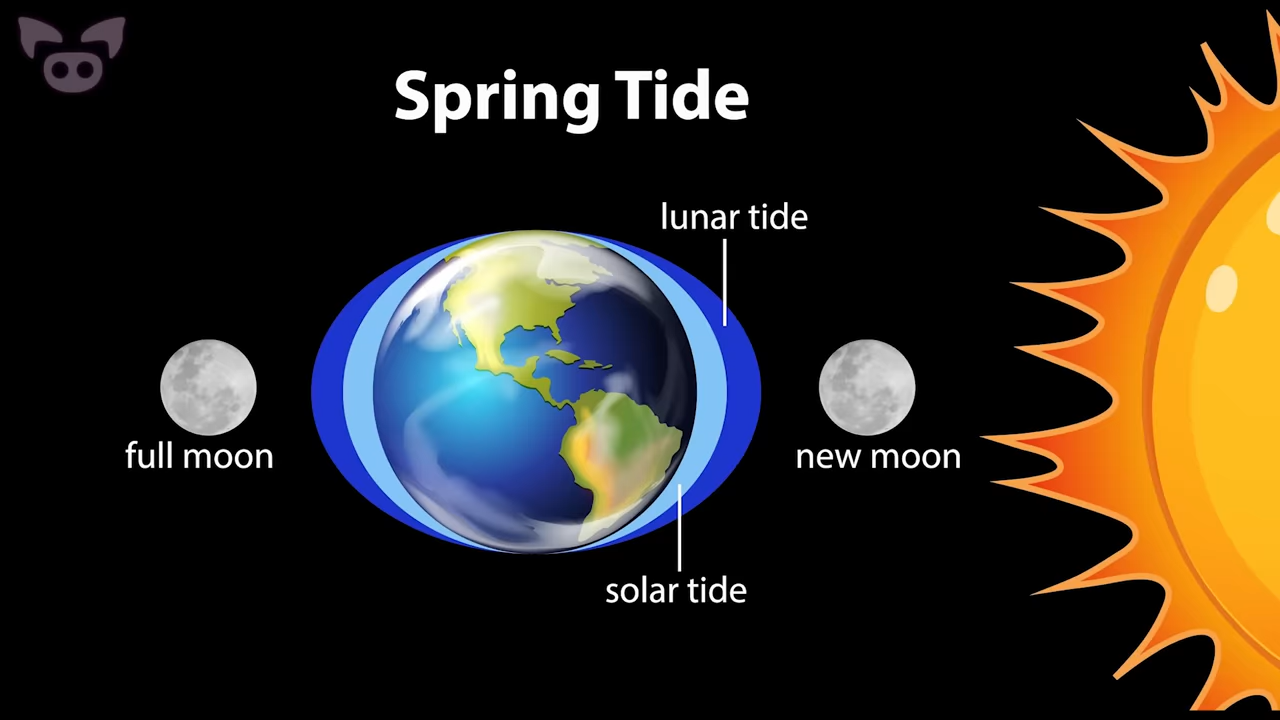 Spring Tide
lunar tide
full moon
new moon
solar tide